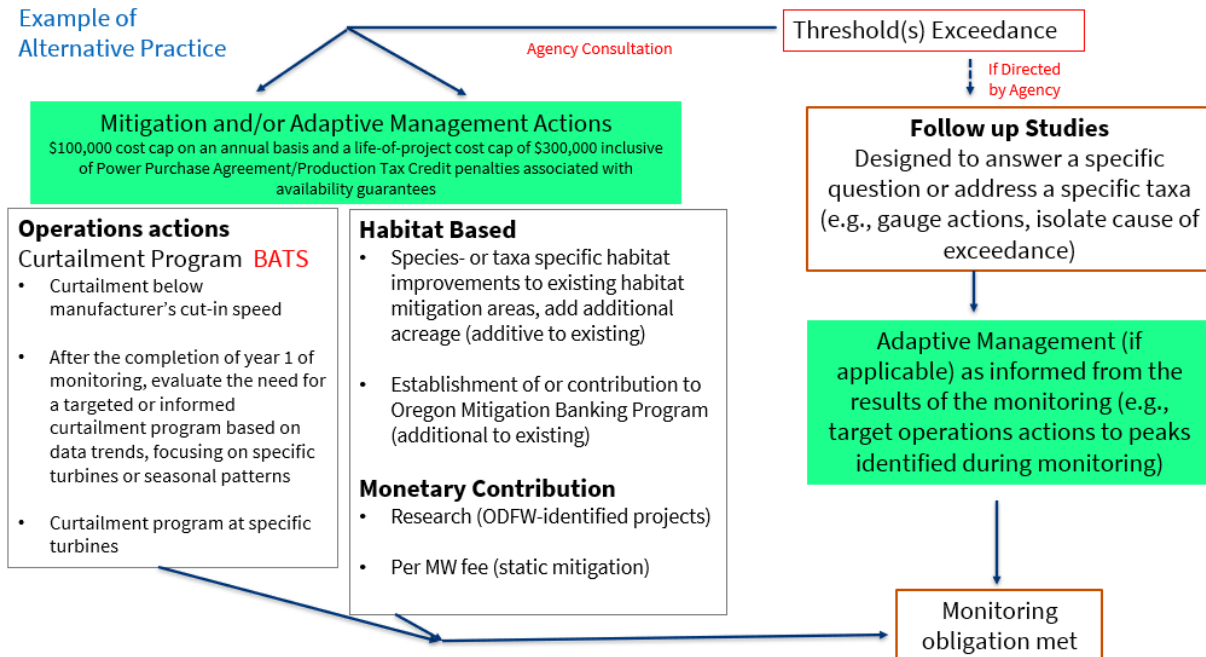 Example of
Alternative Practice
Agency Consultation
Threshold(s) Exceedance
If Directed
by Agency
Mitigation and/or Adaptive Management Actions
$100,000 cost cap on an annual basis and a life-of-project cost cap of $300,000 inclusive
of Power Purchase Agreement/Production Tax Credit penalties associated with
availability guarantees
Operations actions
Curtailment Program BATS
• Curtailment below
manufacturer's cut-in speed
• After the completion of year 1 of
monitoring, evaluate the need for
a targeted or informed
curtailment program based on
data trends, focusing on specific
turbines or seasonal patterns
• Curtailment program at specific
turbines
Habitat Based
• Species- or taxa specific habitat
improvements to existing habitat
mitigation areas, add additional
acreage (additive to existing)
• Establishment of or contribution to
Oregon Mitigation Banking Program
(additional to existing)
Monetary Contribution
• Research (ODFW-identified projects)
• Per MW fee (static mitigation)
Follow up Studies
Designed to answer a specific
question or address a specific taxa
(e.g., gauge actions, isolate cause of
exceedance)
Adaptive Management (if
applicable) as informed from the
results of the monitoring (e.g.,
target operations actions to peaks
identified during monitoring)
Monitoring
obligation met